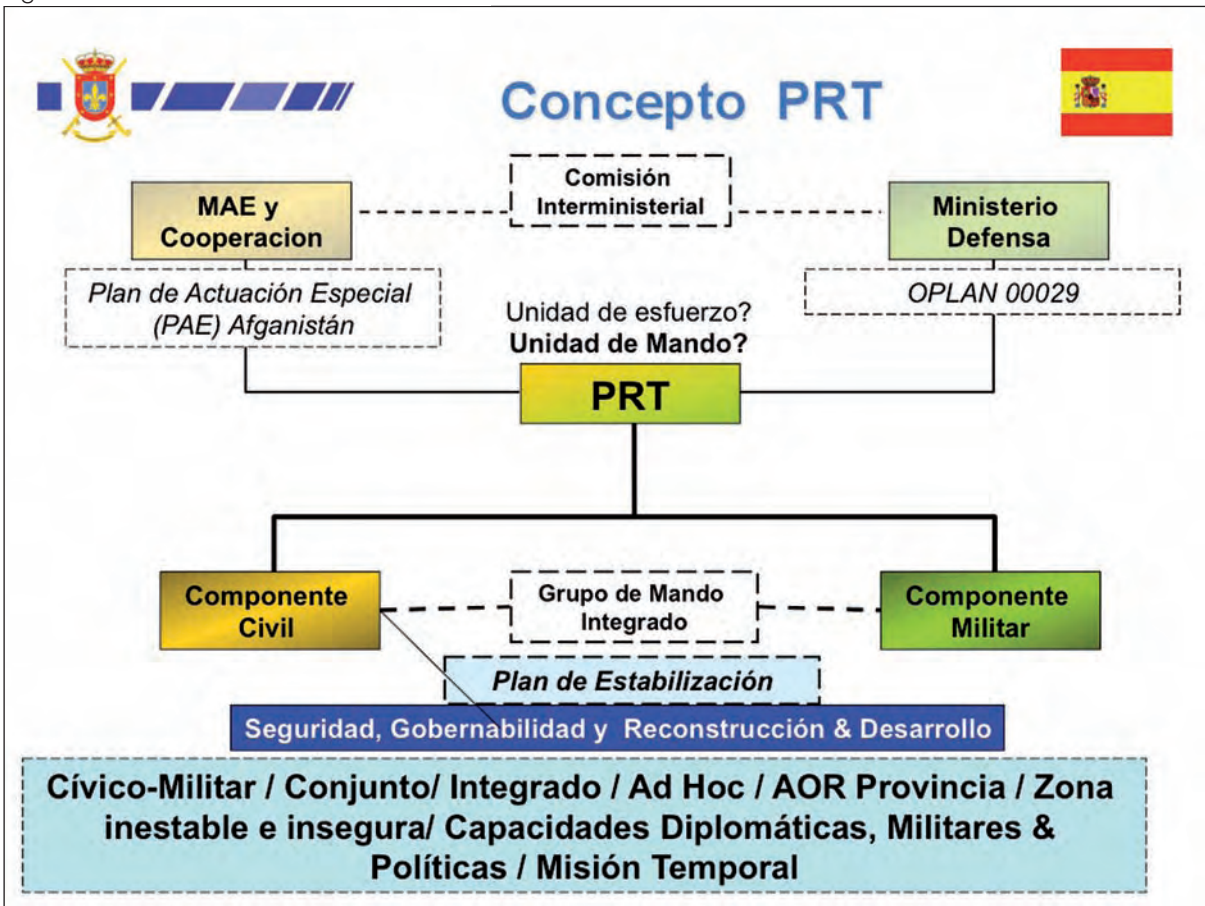 Concepto PRT
Comisión
Interministerial
MAE y
Cooperacion
Ministerio
Defensa
Plan de Actuación Especial
(PAE) Afganistán
OPLAN 00029
Unidad de esfuerzo?
Unidad de Mando?
PRT
Componente
Civil
Grupo de Mando
Integrado
Componente
Militar
Plan de Estabilización
Seguridad, Gobernabilidad y Reconstrucción & Desarrollo
Cívico-Militar / Conjunto/ Integrado / Ad Hoc / AOR Provincia / Zona
inestable e insegura/ Capacidades Diplomáticas, Militares &
Políticas / Misión Temporal